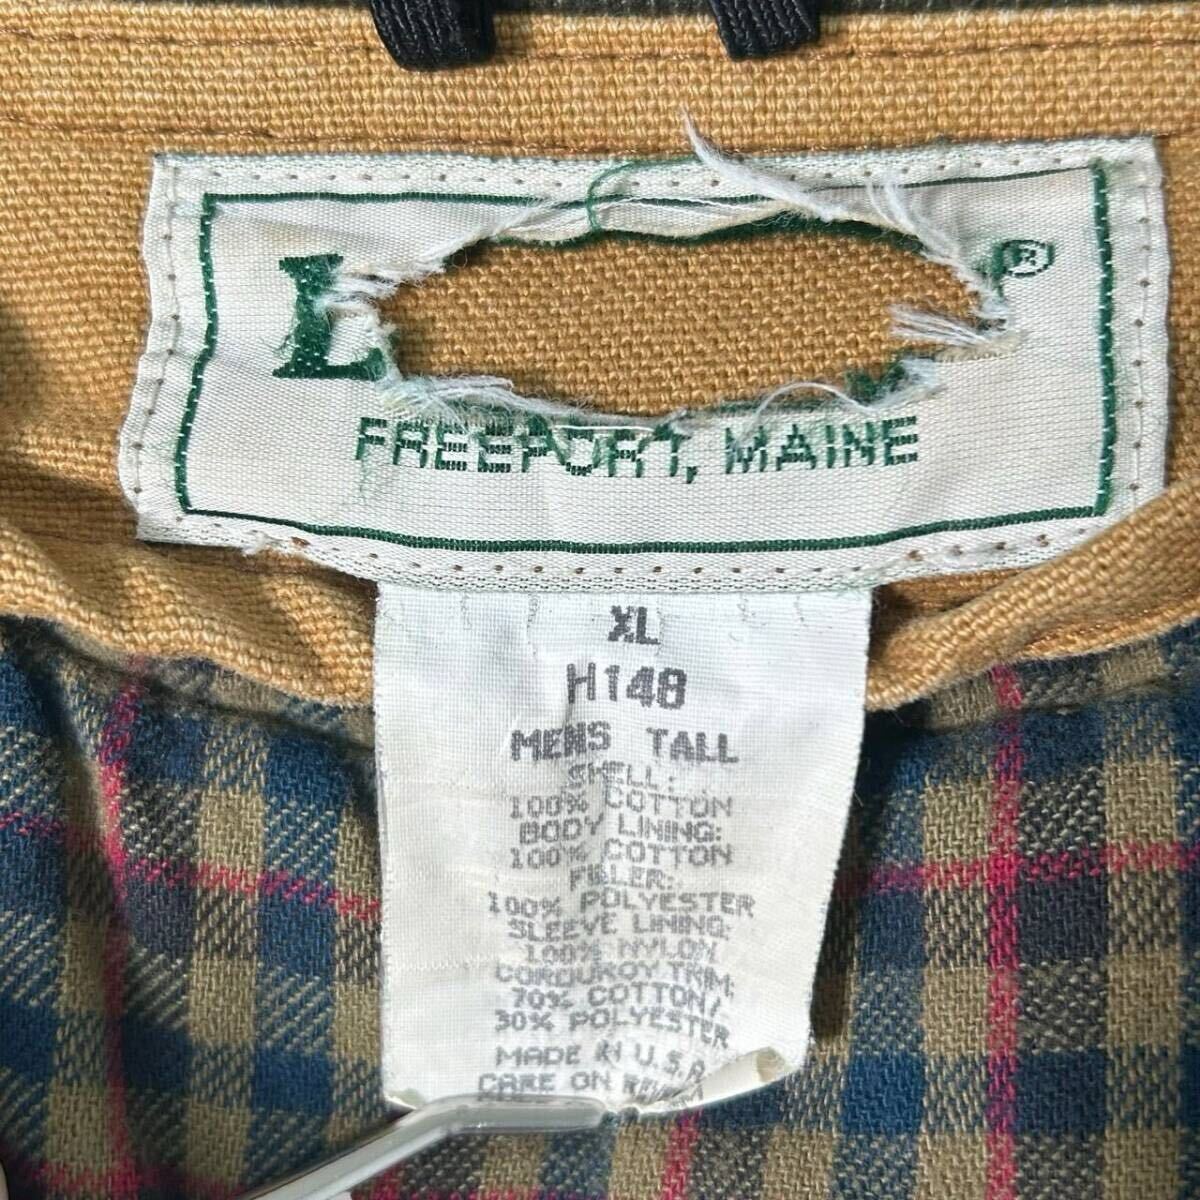 L ®
FREEPORT, MAINE
XL
H148
MENS TALL
SHELL:
100% COTTON
BODY LINING:
100% COTTON
FILLER:
100% POLYESTER
SLEEVE LINING:
100% NYLON
CORDUROY TRIM:
70% COTTON/
30% POLYESTER
MADE IN U.S.A.
CARE ON